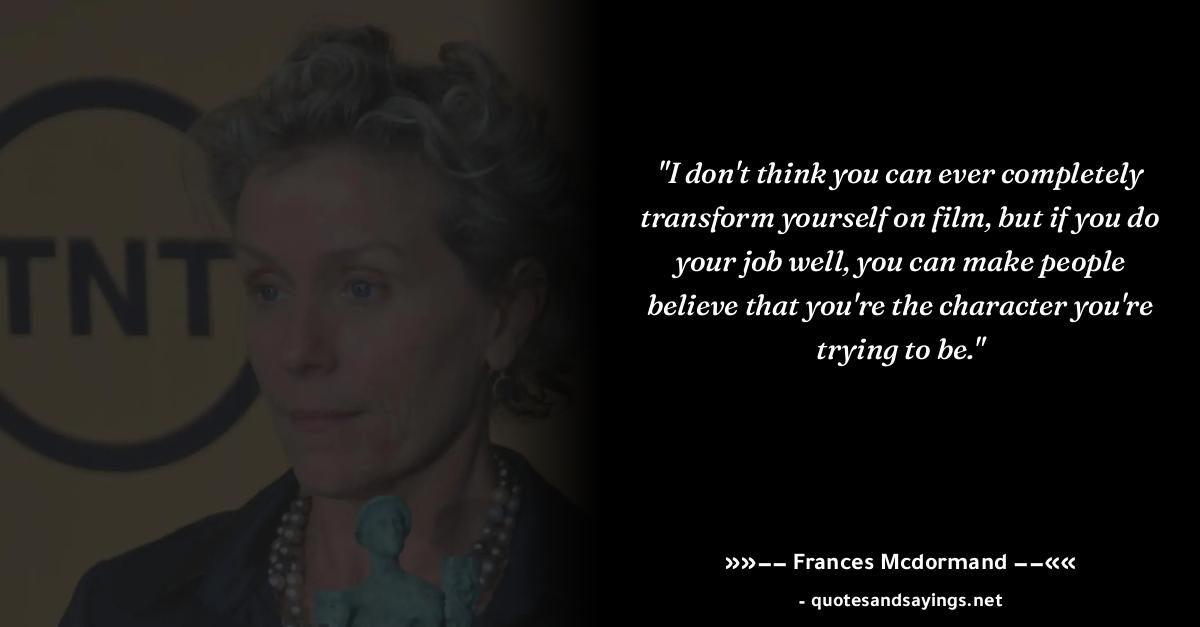 TNT
"I don't think you can ever completely
transform yourself on film, but if you do
your job well, you can make people
believe that you're the character you're
trying to be."
»»−− Frances Mcdormand −−««
- quotesandsayings.net